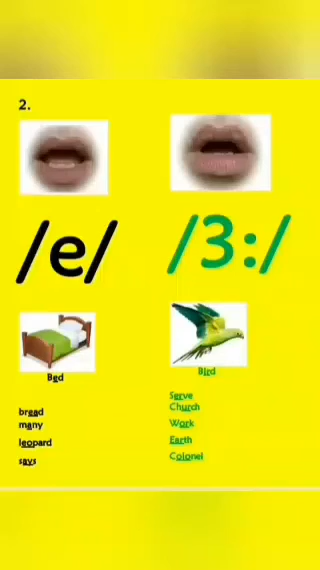 2.
/e/
/3:/
Bed
Bird
bread
many
leopard
says
Serve
Church
Work
Earth
Colonel